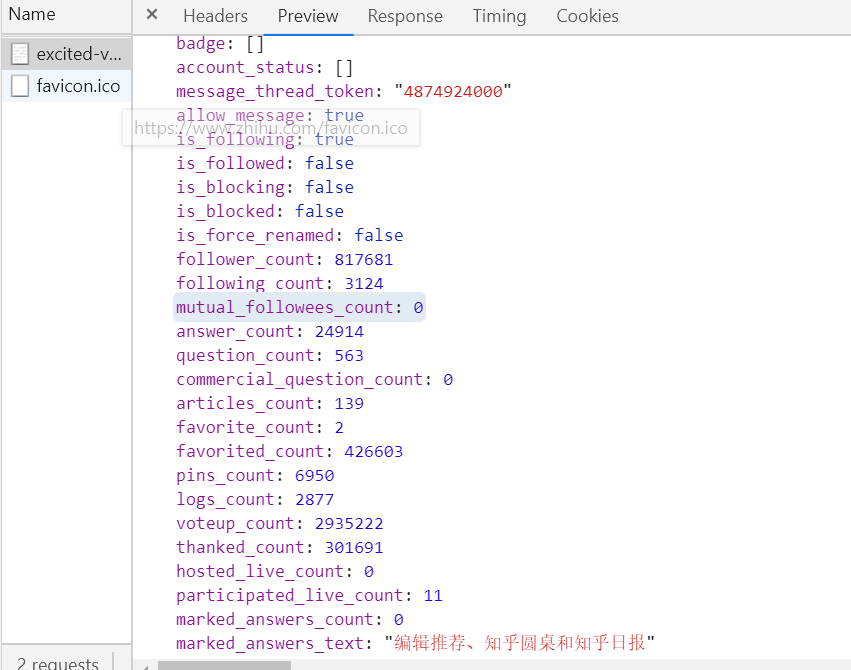 Name
Headers Preview Response Timing Cookies
excited-v...
favicon.ico
badge: []
account_status: []
message_thread_token: "4874924000"
allow_message: true
https://www.zhihu.com/favicon.ico
is_following: true
is_followed: false
is_blocking: false
is_blocked: false
is_force_renamed: false
follower_count: 817681
following_count: 3124
mutual_followees_count: 0
answer_count: 24914
question_count: 563
commercial_question_count: 0
articles_count: 139
favorite_count: 2
favorited_count: 426603
pins_count: 6950
logs_count: 2877
voteup_count: 2935222
thanked_count: 301691
hosted_live_count: 0
participated_live_count: 11
marked_answers_count: 0
marked_answers_text: "编辑推荐、知乎圆桌和知乎日报"
2 requests